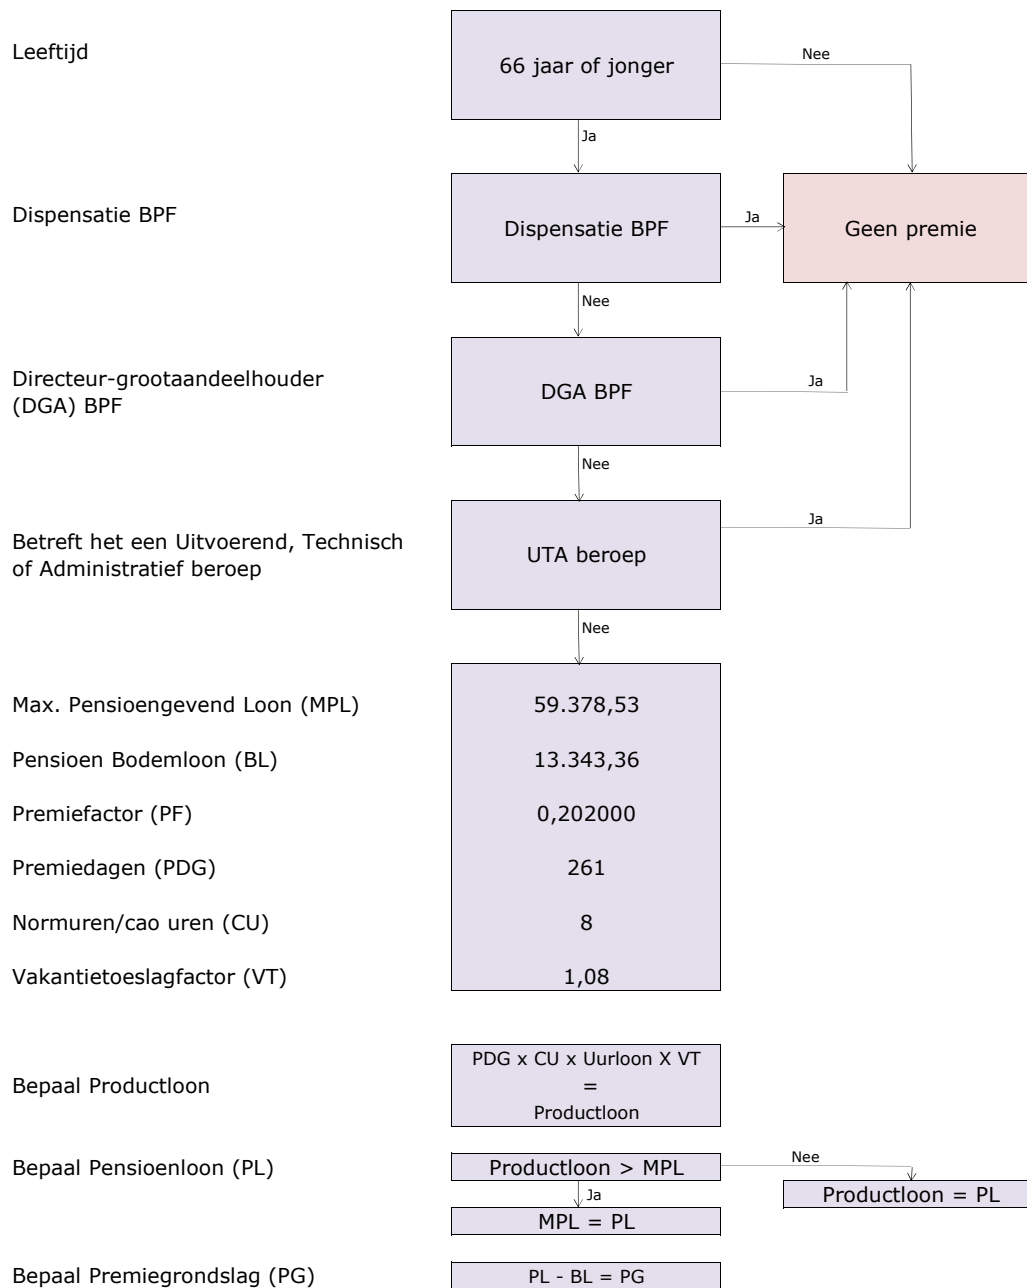 Leeftijd
66 jaar of jonger
Nee
Ja
Dispensatie BPF
Dispensatie BPF
Ja
Geen premie
Nee
Directeur-grootaandeelhouder
(DGA) BPF
DGA BPF
Ja
Nee
Betreft het een Uitvoerend, Technisch
of Administratief beroep
UTA beroep
Ja
Nee
Max. Pensioengevend Loon (MPL)
59.378,53
Pensioen Bodemloon (BL)
13.343,36
Premiefactor (PF)
0,202000
Premiedagen (PDG)
261
Normuren/cao uren (CU)
8
Vakantietoeslagfactor (VT)
1,08
Bepaal Productloon
PDG x CU x Uurloon X VT
=
Productloon
Bepaal Pensioenloon (PL)
Productloon > MPL
Nee
Productloon = PL
Ja
MPL = PL
Bepaal Premiegrondslag (PG)
PL - BL = PG